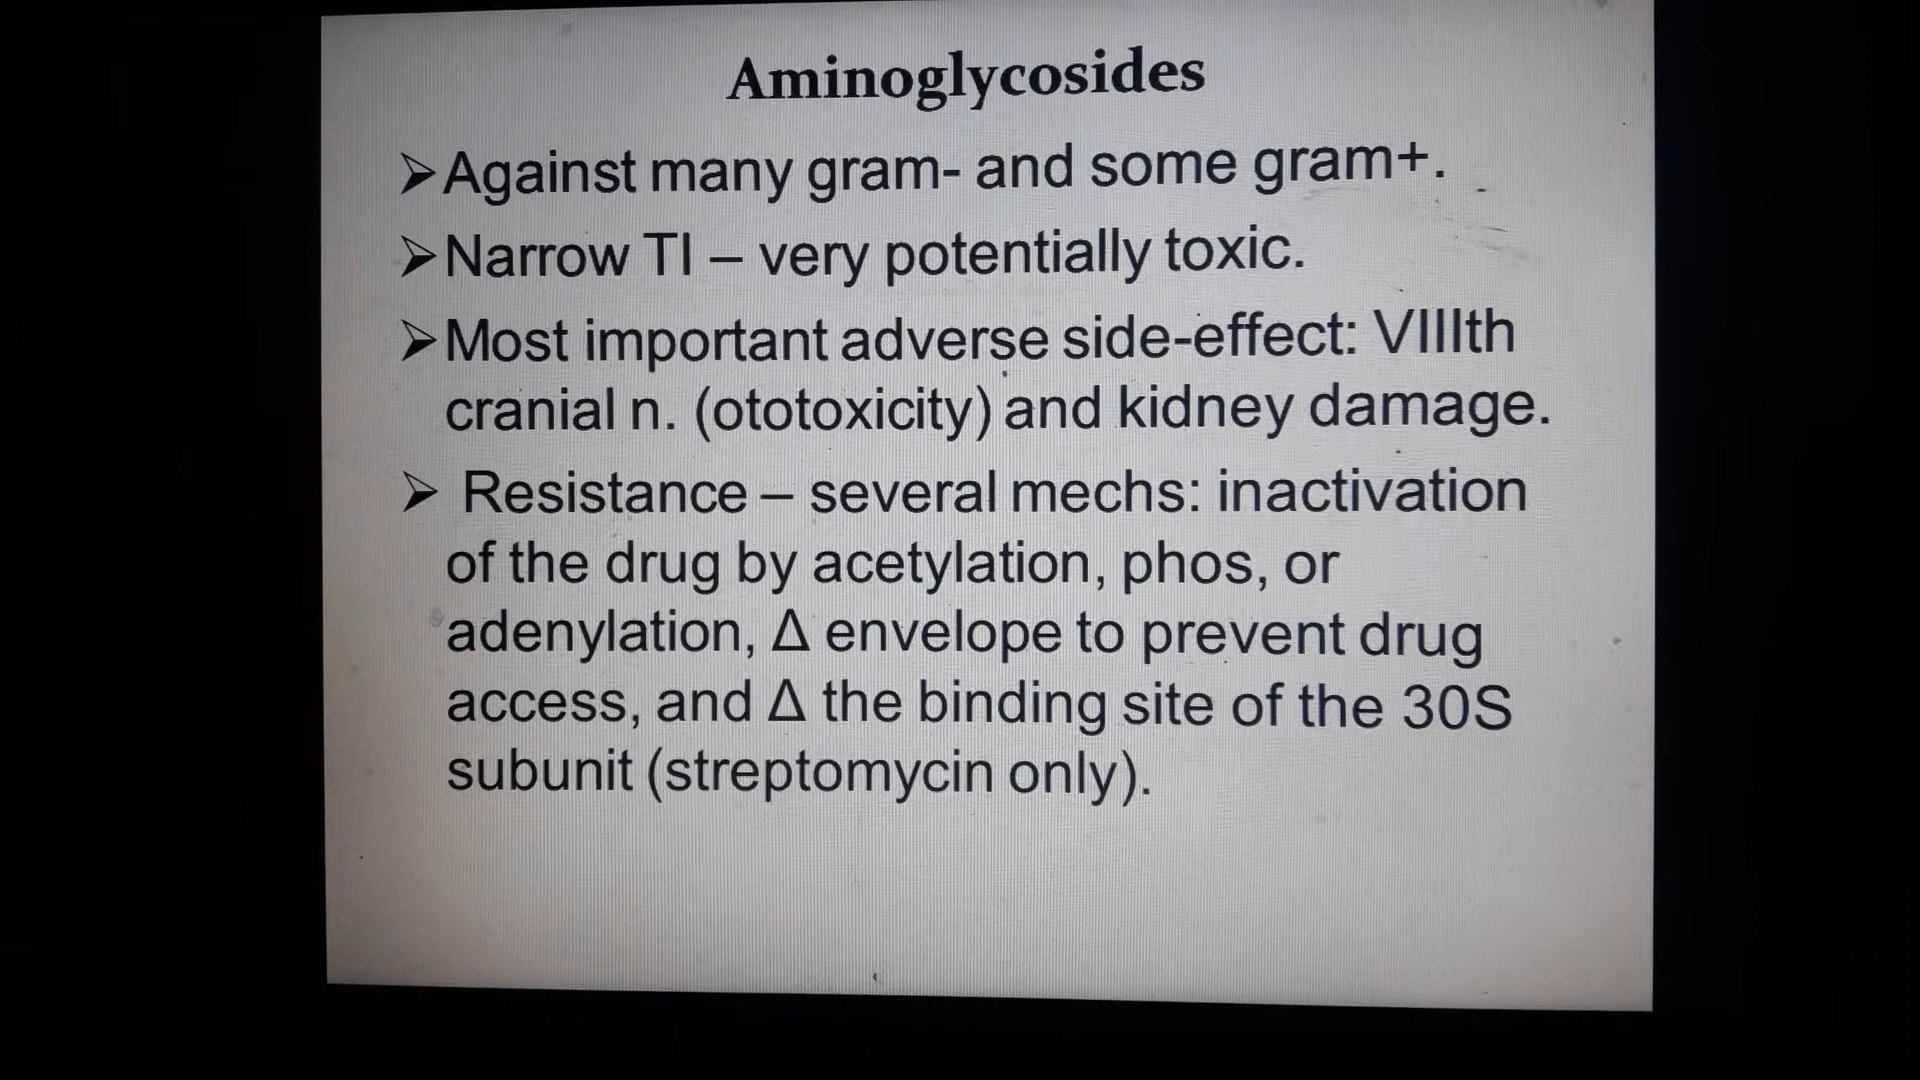 Aminoglycosides
➢Against many gram- and some gram+.
➢Narrow TI – very potentially toxic.
➢Most important adverse side-effect: VIIIth
cranial n. (ototoxicity) and kidney damage.
➢ Resistance – several mechs: inactivation
of the drug by acetylation, phos, or
adenylation, Δ envelope to prevent drug
access, and Δ the binding site of the 30S
subunit (streptomycin only).